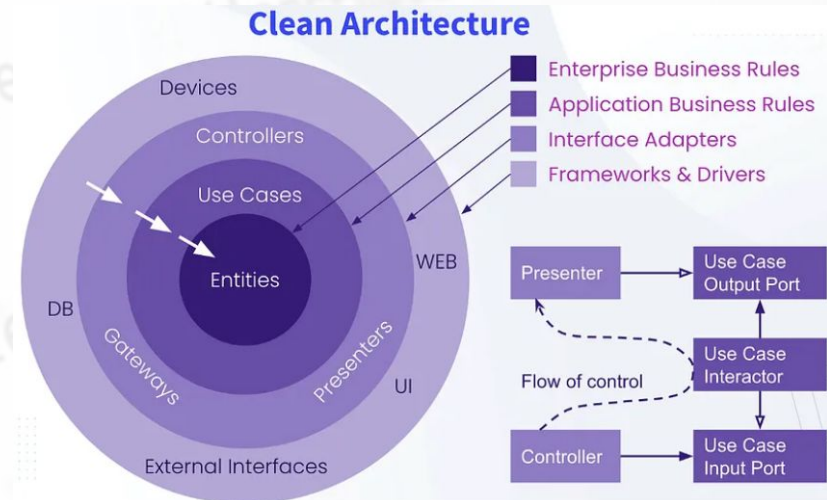 Clean Architecture
Devices
Controllers
Use Cases
Entities
WEB
DB
Gateways
Presenters
UI
External Interfaces
Enterprise Business Rules
Application Business Rules
Interface Adapters
Frameworks & Drivers
Presenter
Use Case
Output Port
Use Case
Interactor
Flow of control
Controller
Use Case
Input Port